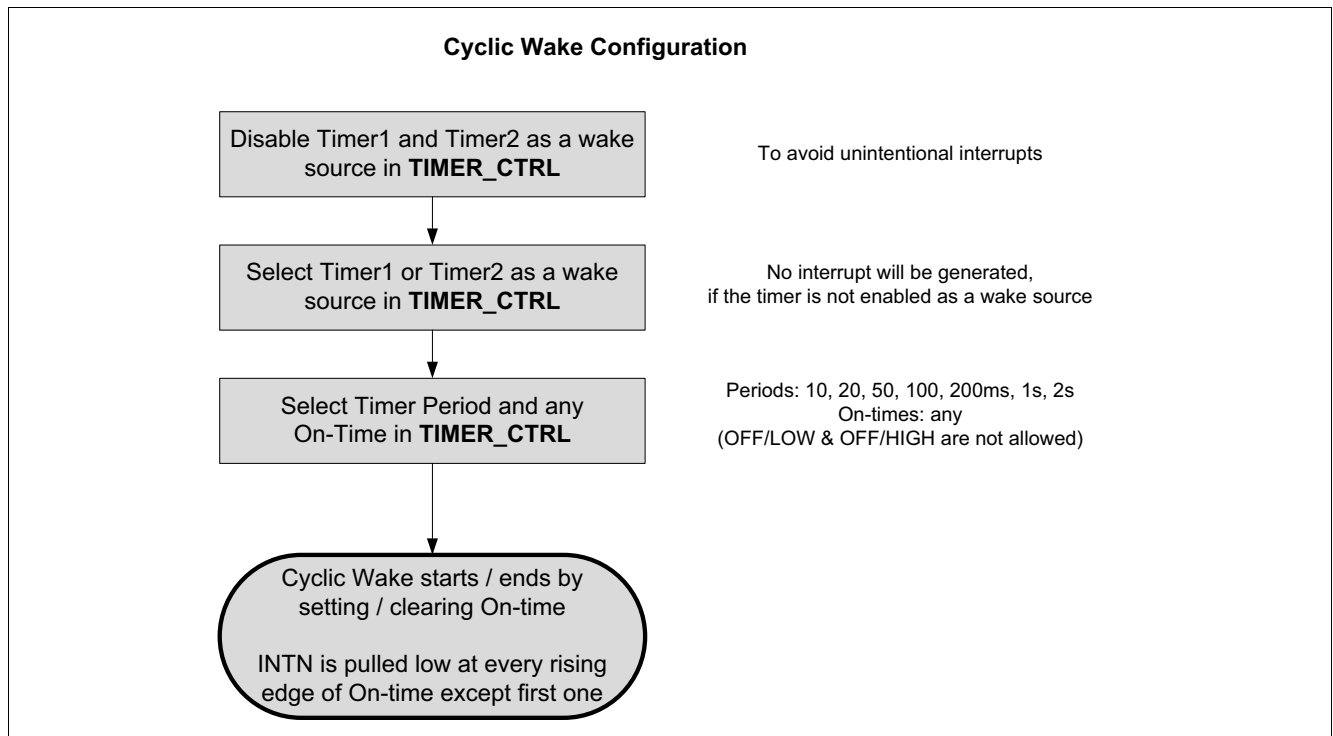 Cyclic Wake Configuration
Disable Timer1 and Timer2 as a wake
source in TIMER_CTRL
To avoid unintentional interrupts
Select Timer1 or Timer2 as a wake
source in TIMER_CTRL
No interrupt will be generated,
if the timer is not enabled as a wake source
Select Timer Period and any
On-Time in TIMER_CTRL
Periods: 10, 20, 50, 100, 200ms, 1s, 2s
On-times: any
(OFF/LOW & OFF/HIGH are not allowed)
Cyclic Wake starts / ends by
setting / clearing On-time
INTN is pulled low at every rising
edge of On-time except first one